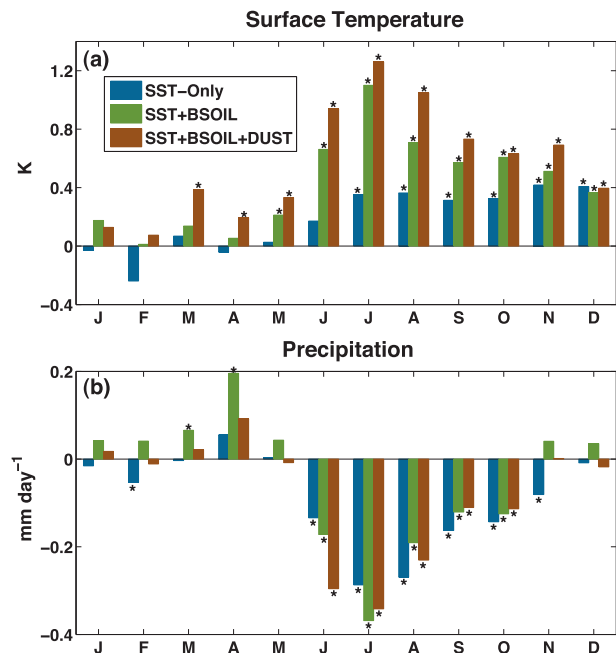 Surface Temperature
(a)
SST−Only
SST+BSOIL
SST+BSOIL+DUST
K
1.2
0.8
0.4
0
−0.4
J F M A M J J A S O N D
Precipitation
(b)
mm day⁻¹
0.2
0
−0.2
−0.4
J F M A M J J A S O N D